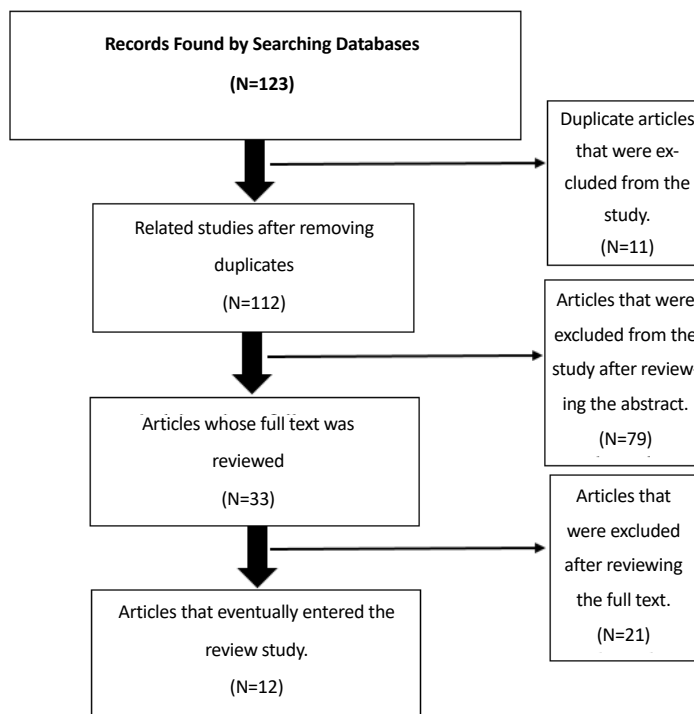 Records Found by Searching Databases
(N=123)
Duplicate articles
that were ex-
cluded from the
study.
(N=11)
Related studies after removing
duplicates
(N=112)
Articles that were
excluded from the
study after review-
ing the abstract.
(N=79)
Articles whose full text was
reviewed
(N=33)
Articles that
were excluded
after reviewing
the full text.
(N=21)
Articles that eventually entered the
review study.
(N=12)